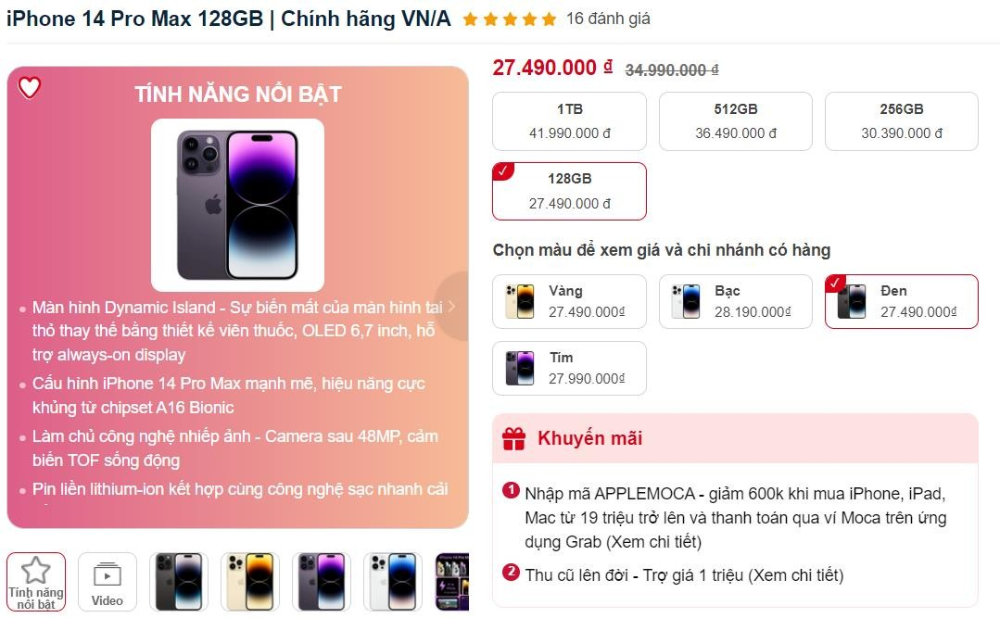 iPhone 14 Pro Max 128GB | Chính hãng VN/A
16 đánh giá
TÍNH NĂNG NỔI BẬT
Màn hình Dynamic Island - Sự biến mất của màn hình tai
thỏ thay thế bằng thiết kế viên thuốc, OLED 6,7 inch, hỗ
trợ always-on display
Cấu hình iPhone 14 Pro Max mạnh mẽ, hiệu năng cực
khủng từ chipset A16 Bionic
Làm chủ công nghệ nhiếp ảnh - Camera sau 48MP, cảm
biến TOF sống động
Pin liền lithium-ion kết hợp cùng công nghệ sạc nhanh cải
Tính năng
nổi bật
Video
27.490.000 ₫ 34.990.000 ₫
1TB
41.990.000 đ
512GB
36.490.000 đ
256GB
30.390.000 đ
128GB
27.490.000 đ
Chọn màu để xem giá và chi nhánh có hàng
Vàng
27.490.000₫
Bạc
28.190.000₫
Đen
27.490.000₫
Tím
27.990.000₫
Khuyến mãi
1 Nhập mã APPLEMOCA - giảm 600k khi mua iPhone, iPad,
Mac từ 19 triệu trở lên và thanh toán qua ví Moca trên ứng
dụng Grab (Xem chi tiết)
2 Thu cũ lên đời - Trợ giá 1 triệu (Xem chi tiết)